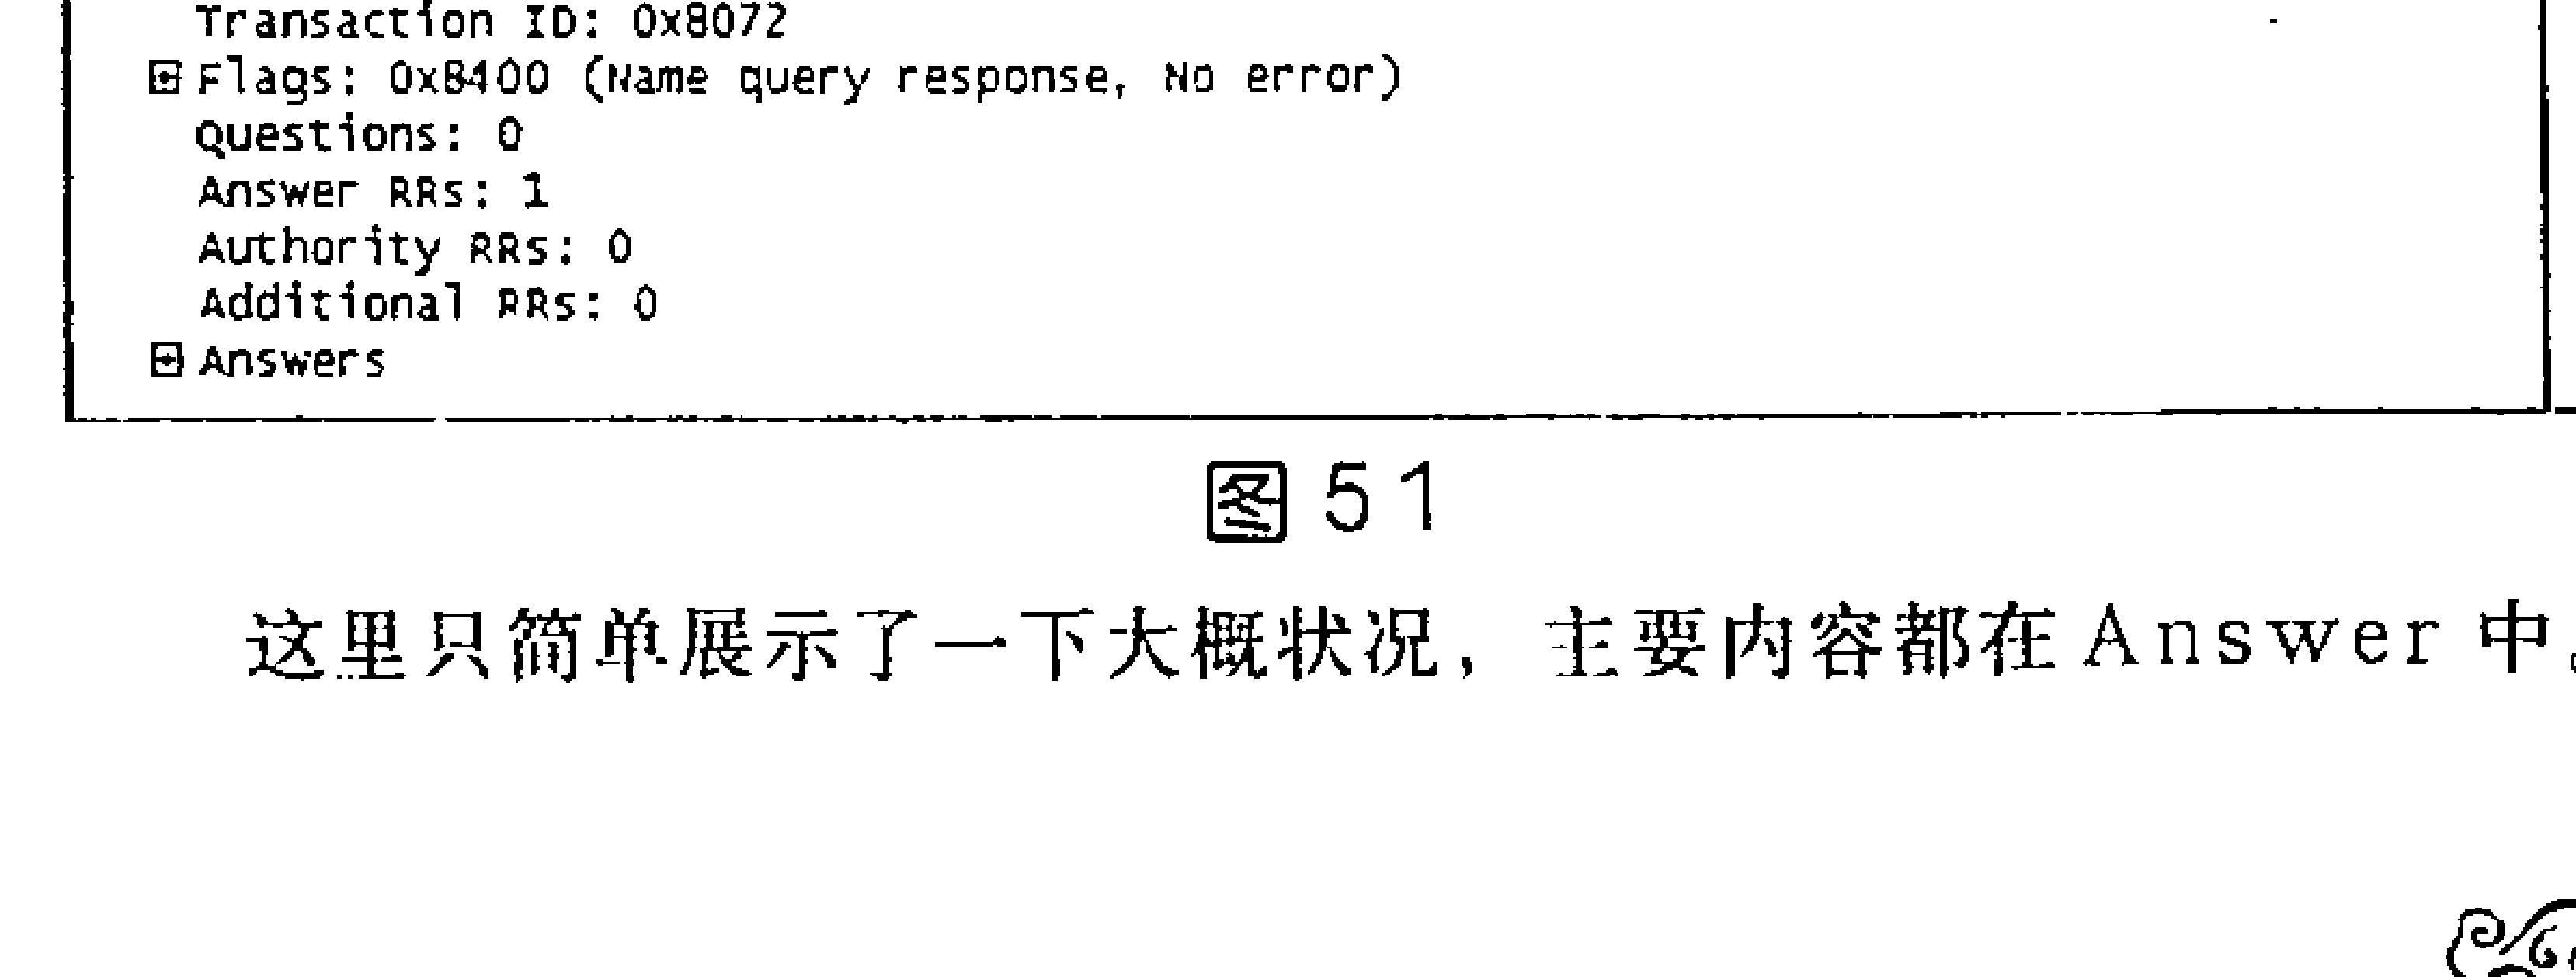 Transaction ID: 0x8072
Flags: 0x8400 (Name query response, No error)
Questions: 0
Answer RRs: 1
Authority RRs: 0
Additional RRs: 0
Answers
图 51
这里只简单展示了一下大概状况，主要内容都在Answer中。